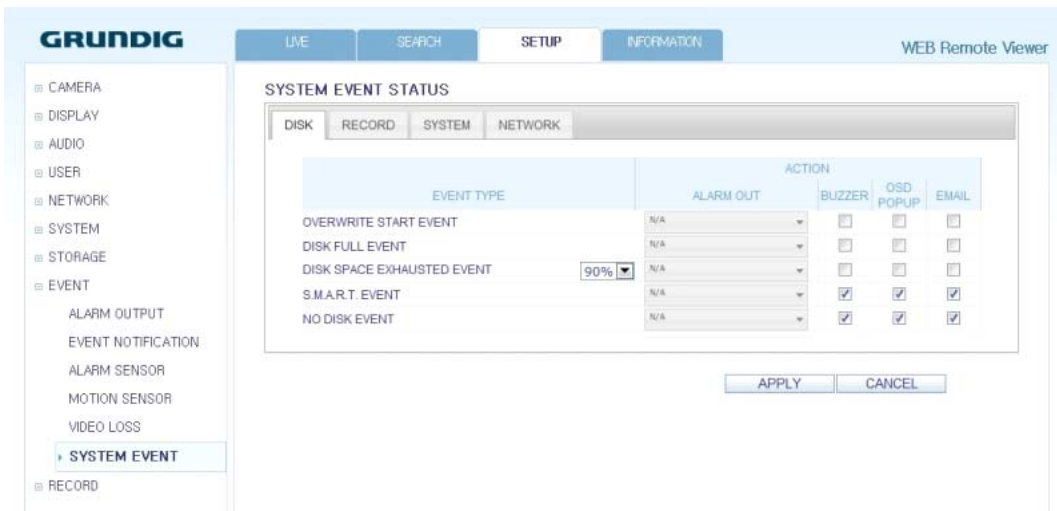 GRUNDIG
LIVE SEARCH SETUP INFORMATION
WEB Remote Viewer
CAMERA
DISPLAY
AUDIO
USER
NETWORK
SYSTEM
STORAGE
EVENT
ALARM OUTPUT
EVENT NOTIFICATION
ALARM SENSOR
MOTION SENSOR
VIDEO LOSS
SYSTEM EVENT
RECORD
SYSTEM EVENT STATUS
DISK RECORD SYSTEM NETWORK
ACTION
EVENT TYPE ALARM OUT BUZZER OSD POPUP EMAIL
OVERWRITE START EVENT N/A
DISK FULL EVENT N/A
DISK SPACE EXHAUSTED EVENT 90% N/A
S.M.A.R.T. EVENT N/A
NO DISK EVENT N/A
APPLY CANCEL